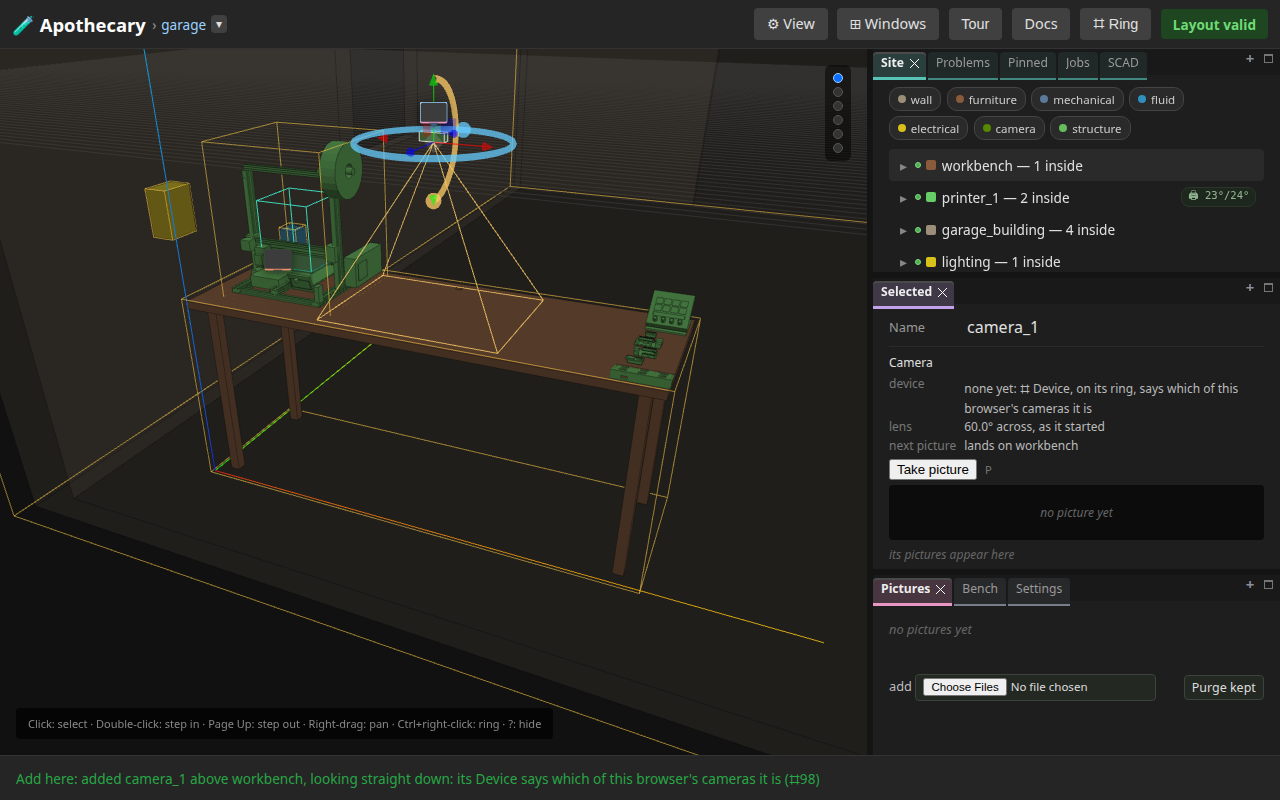 🧪 Apothecary › garage ▾
⚙ View
⊞ Windows
Tour
Docs
⌗ Ring
Layout valid
Site
Problems
Pinned
Jobs
SCAD
wall
furniture
mechanical
fluid
electrical
camera
structure
workbench — 1 inside
printer_1 — 2 inside
23°/24°
garage_building — 4 inside
lighting — 1 inside
Selected
Name camera_1
Camera
device none yet: ⌗ Device, on its ring, says which of this
browser's cameras it is
lens 60.0° across, as it started
next picture lands on workbench
Take picture P
no picture yet
its pictures appear here
Pictures
Bench
Settings
no pictures yet
add Choose Files No file chosen
Purge kept
Click: select · Double-click: step in · Page Up: step out · Right-drag: pan · Ctrl+right-click: ring · ?: hide
Add here: added camera_1 above workbench, looking straight down: its Device says which of this browser's cameras it is (⌗98)